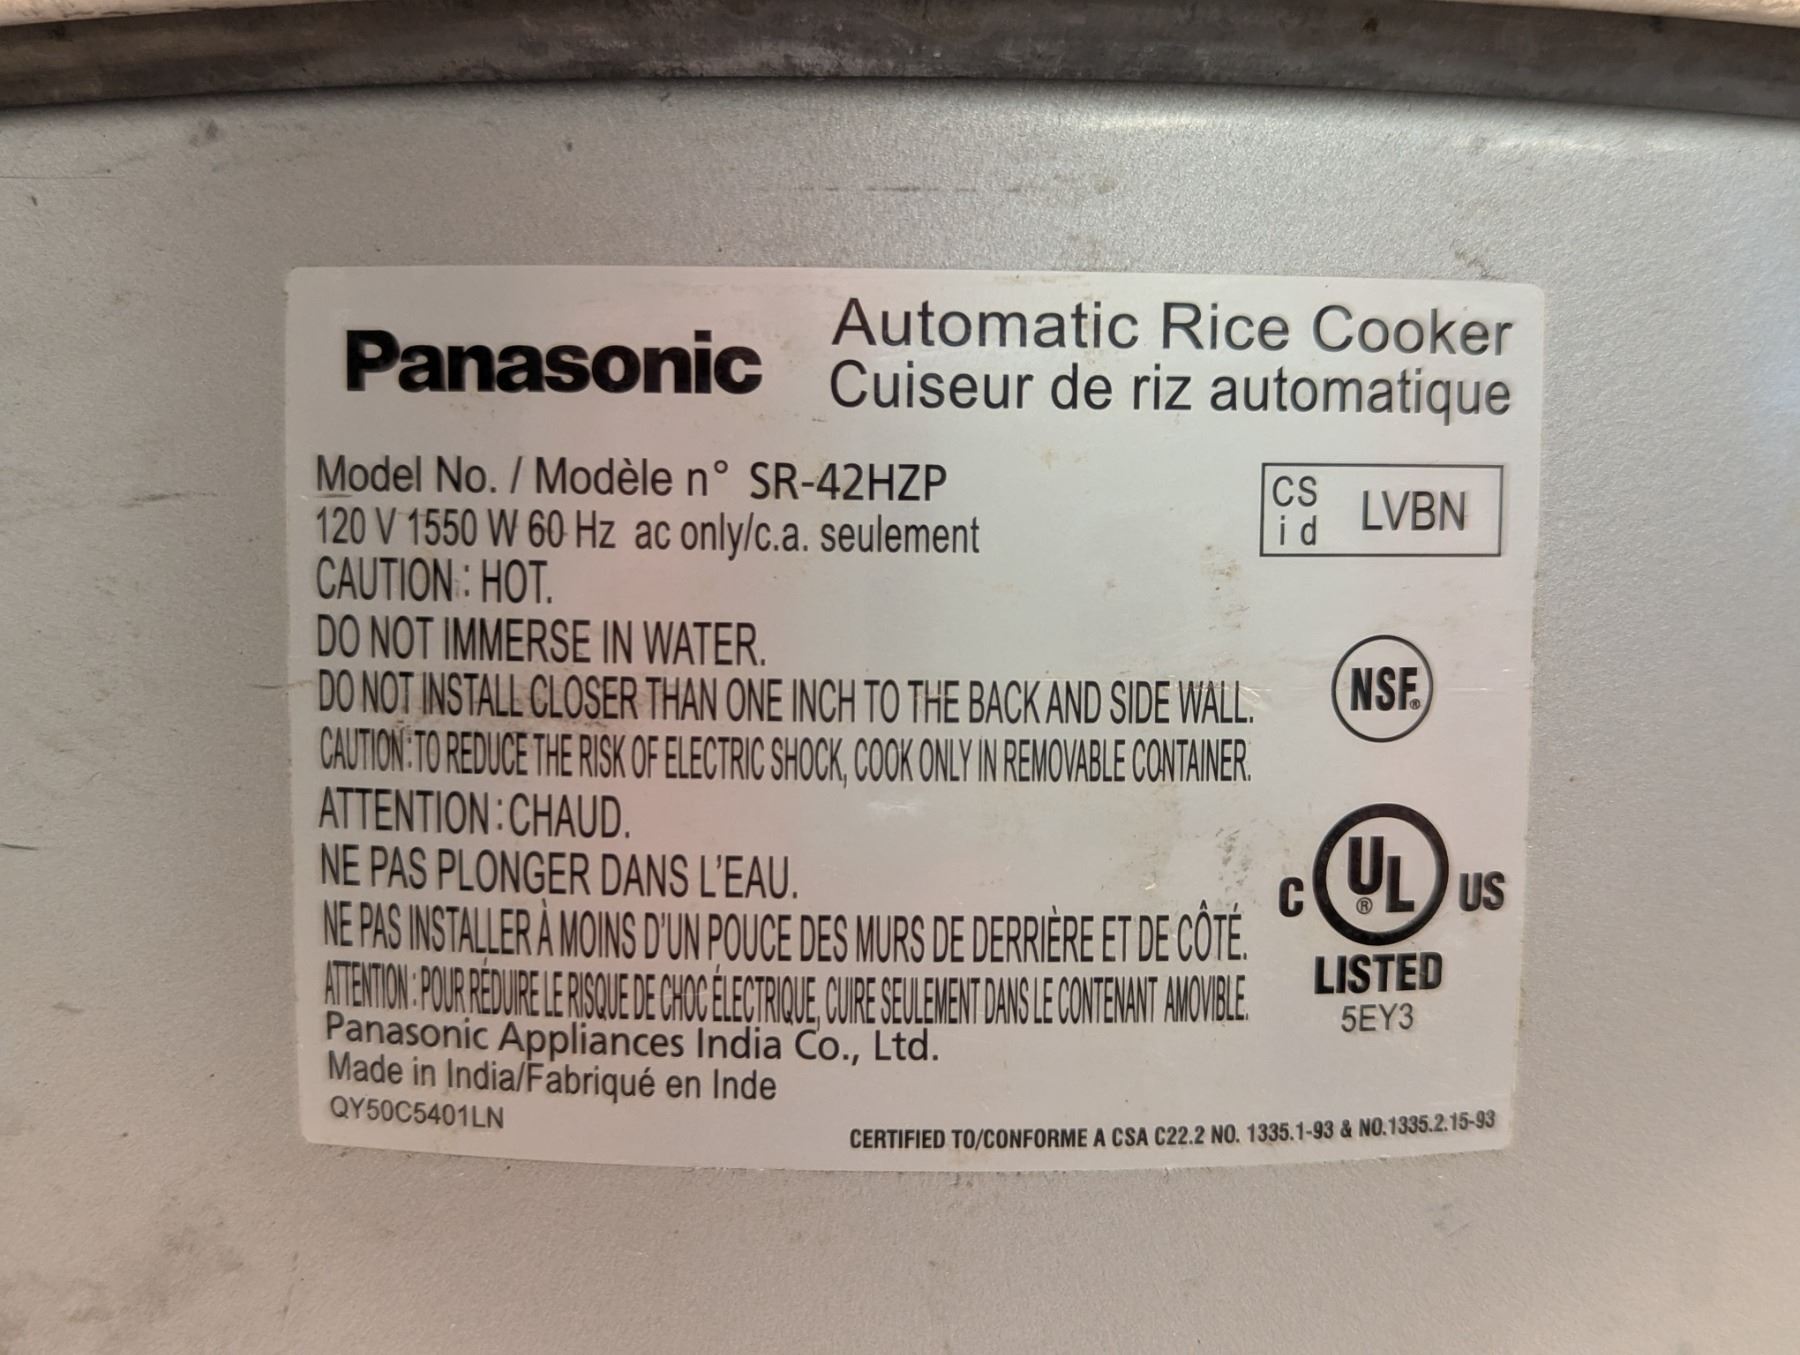 Panasonic
Automatic Rice Cooker
Cuiseur de riz automatique
Model No. / Modèle n° SR-42HZP
120 V 1550 W 60 Hz ac only/c.a. seulement
CS id LVBN
CAUTION : HOT.
DO NOT IMMERSE IN WATER.
DO NOT INSTALL CLOSER THAN ONE INCH TO THE BACK AND SIDE WALL.
CAUTION : TO REDUCE THE RISK OF ELECTRIC SHOCK, COOK ONLY IN REMOVABLE CONTAINER.
NSF®
ATTENTION : CHAUD.
NE PAS PLONGER DANS L'EAU.
NE PAS INSTALLER À MOINS D'UN POUCE DES MURS DE DERRIÈRE ET DE CÔTÉ.
ATTENTION : POUR RÉDUIRE LE RISQUE DE CHOC ÉLECTRIQUE, CUIRE SEULEMENT DANS LE CONTENANT AMOVIBLE.
C UL® US
LISTED
5EY3
Panasonic Appliances India Co., Ltd.
Made in India/Fabriqué en Inde
QY50C5401LN
CERTIFIED TO/CONFORME A CSA C22.2 NO. 1335.1-93 & NO.1335.2.15-93